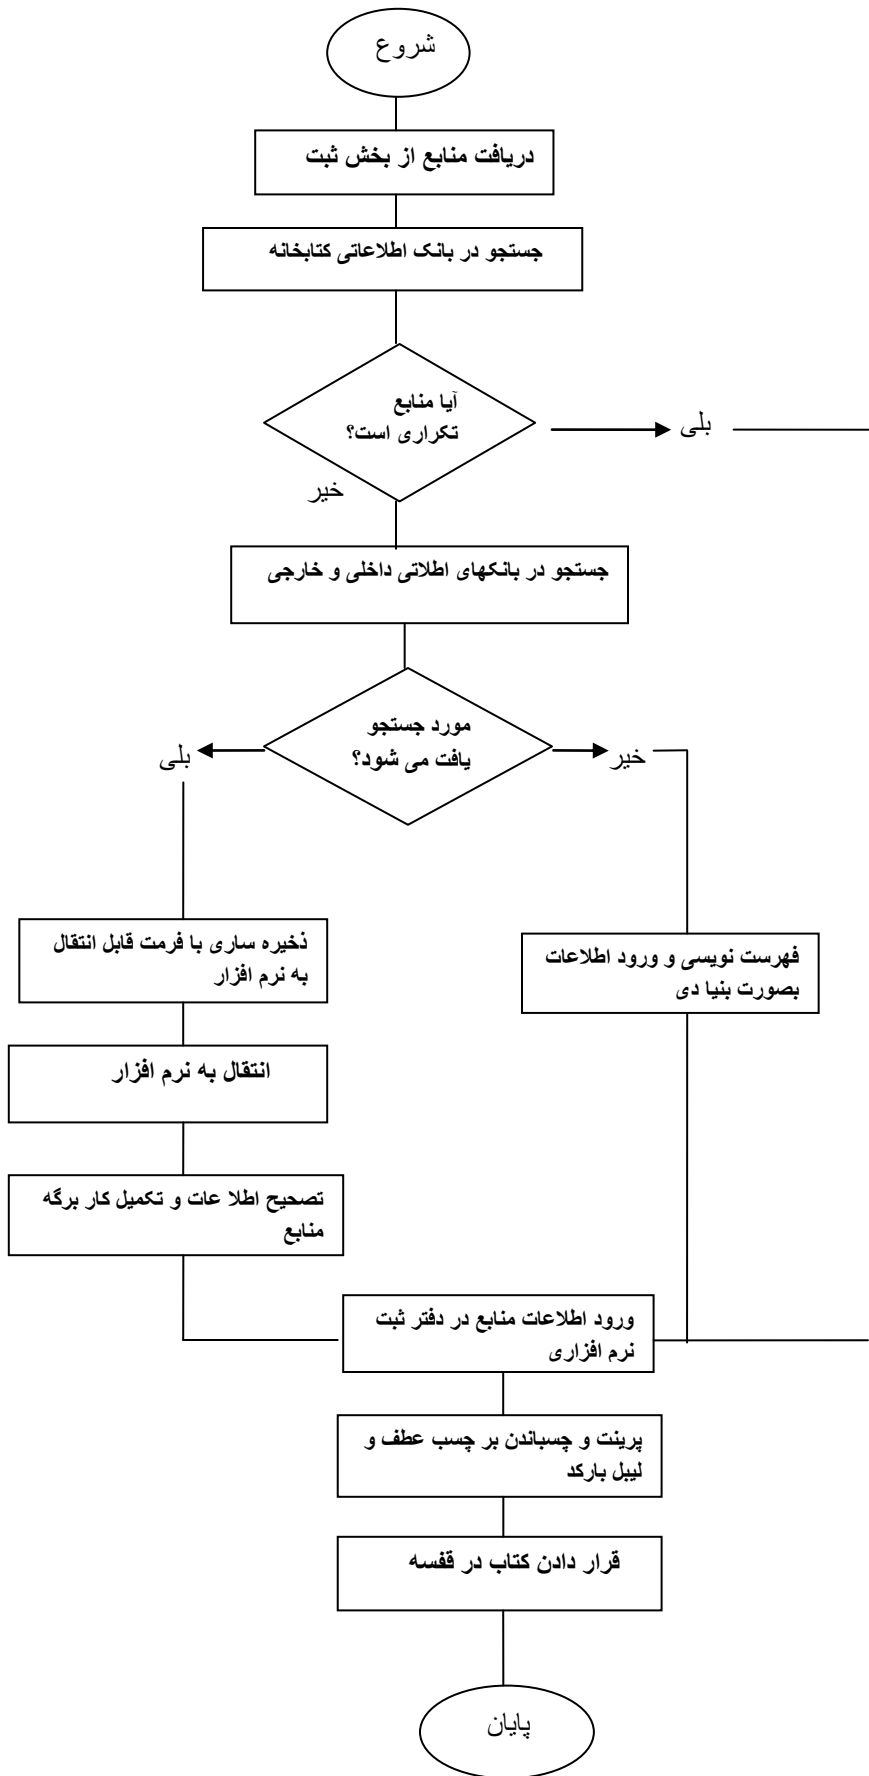 شروع
دریافت منابع از بخش ثبت
جستجو در بانک اطلاعاتی کتابخانه
آیا منابع
تکراری است؟
بلی
خیر
جستجو در بانکهای اطلاتی داخلی و خارجی
مورد جستجو
یافت می شود؟
خیر
بلی
ذخیره ساری با فرمت قابل انتقال
به نرم افزار
فهرست نویسی و ورود اطلاعات
بصورت بنیا دی
انتقال به نرم افزار
تصحیح اطلا عات و تکمیل کار برگه
منابع
ورود اطلاعات منابع در دفتر ثبت
نرم افزاری
پرینت و چسباندن بر چسب عطف و
لیبل بارکد
قرار دادن کتاب در قفسه
پایان